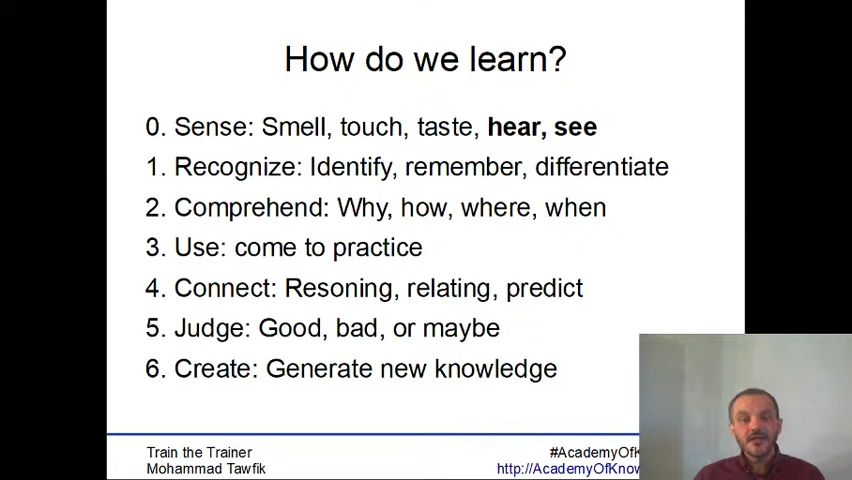 How do we learn?
0. Sense: Smell, touch, taste, hear, see
1. Recognize: Identify, remember, differentiate
2. Comprehend: Why, how, where, when
3. Use: come to practice
4. Connect: Resoning, relating, predict
5. Judge: Good, bad, or maybe
6. Create: Generate new knowledge
Train the Trainer
Mohammad Tawfik